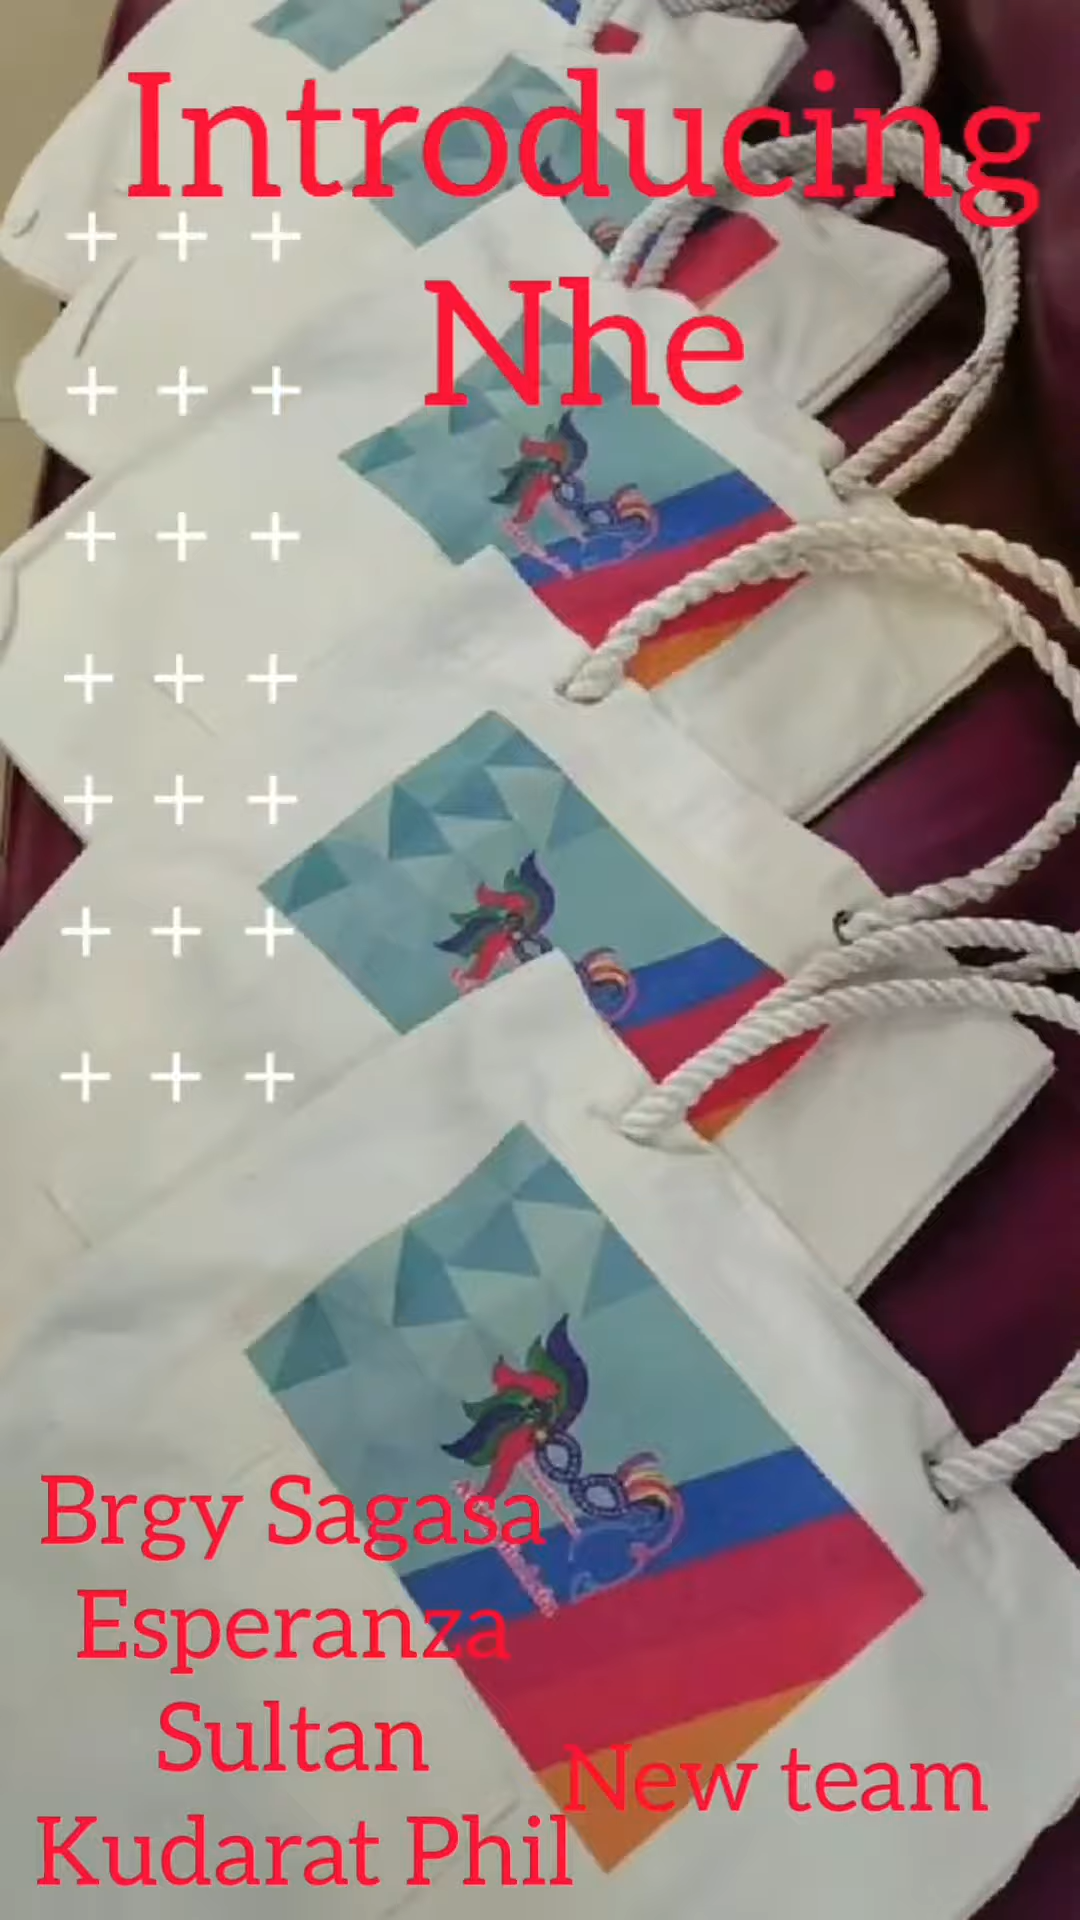 Introducing
Nhe
Brgy Sagasa
Esperanza
Sultan
Kudarat Phil
New team